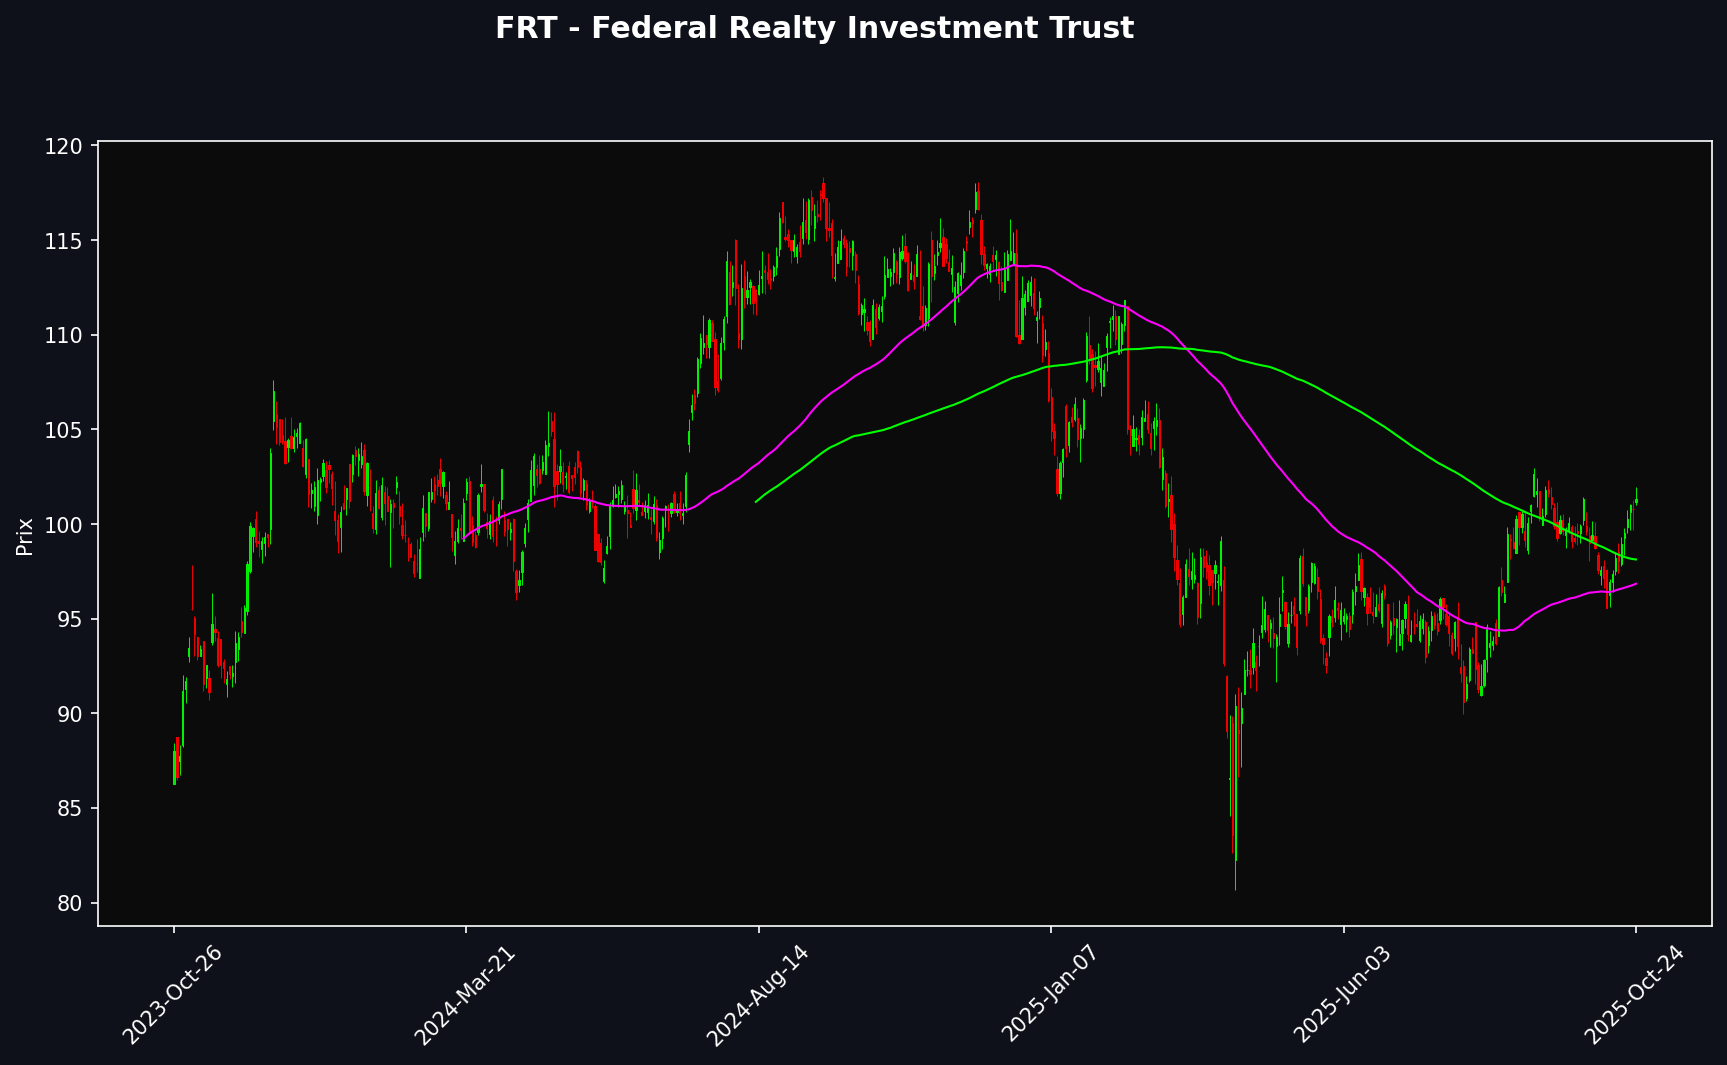 FRT - Federal Realty Investment Trust
120
115
110
105
100
95
90
85
80
Prix
2023-Oct-26
2024-Mar-21
2024-Aug-14
2025-Jan-07
2025-Jun-03
2025-Oct-24